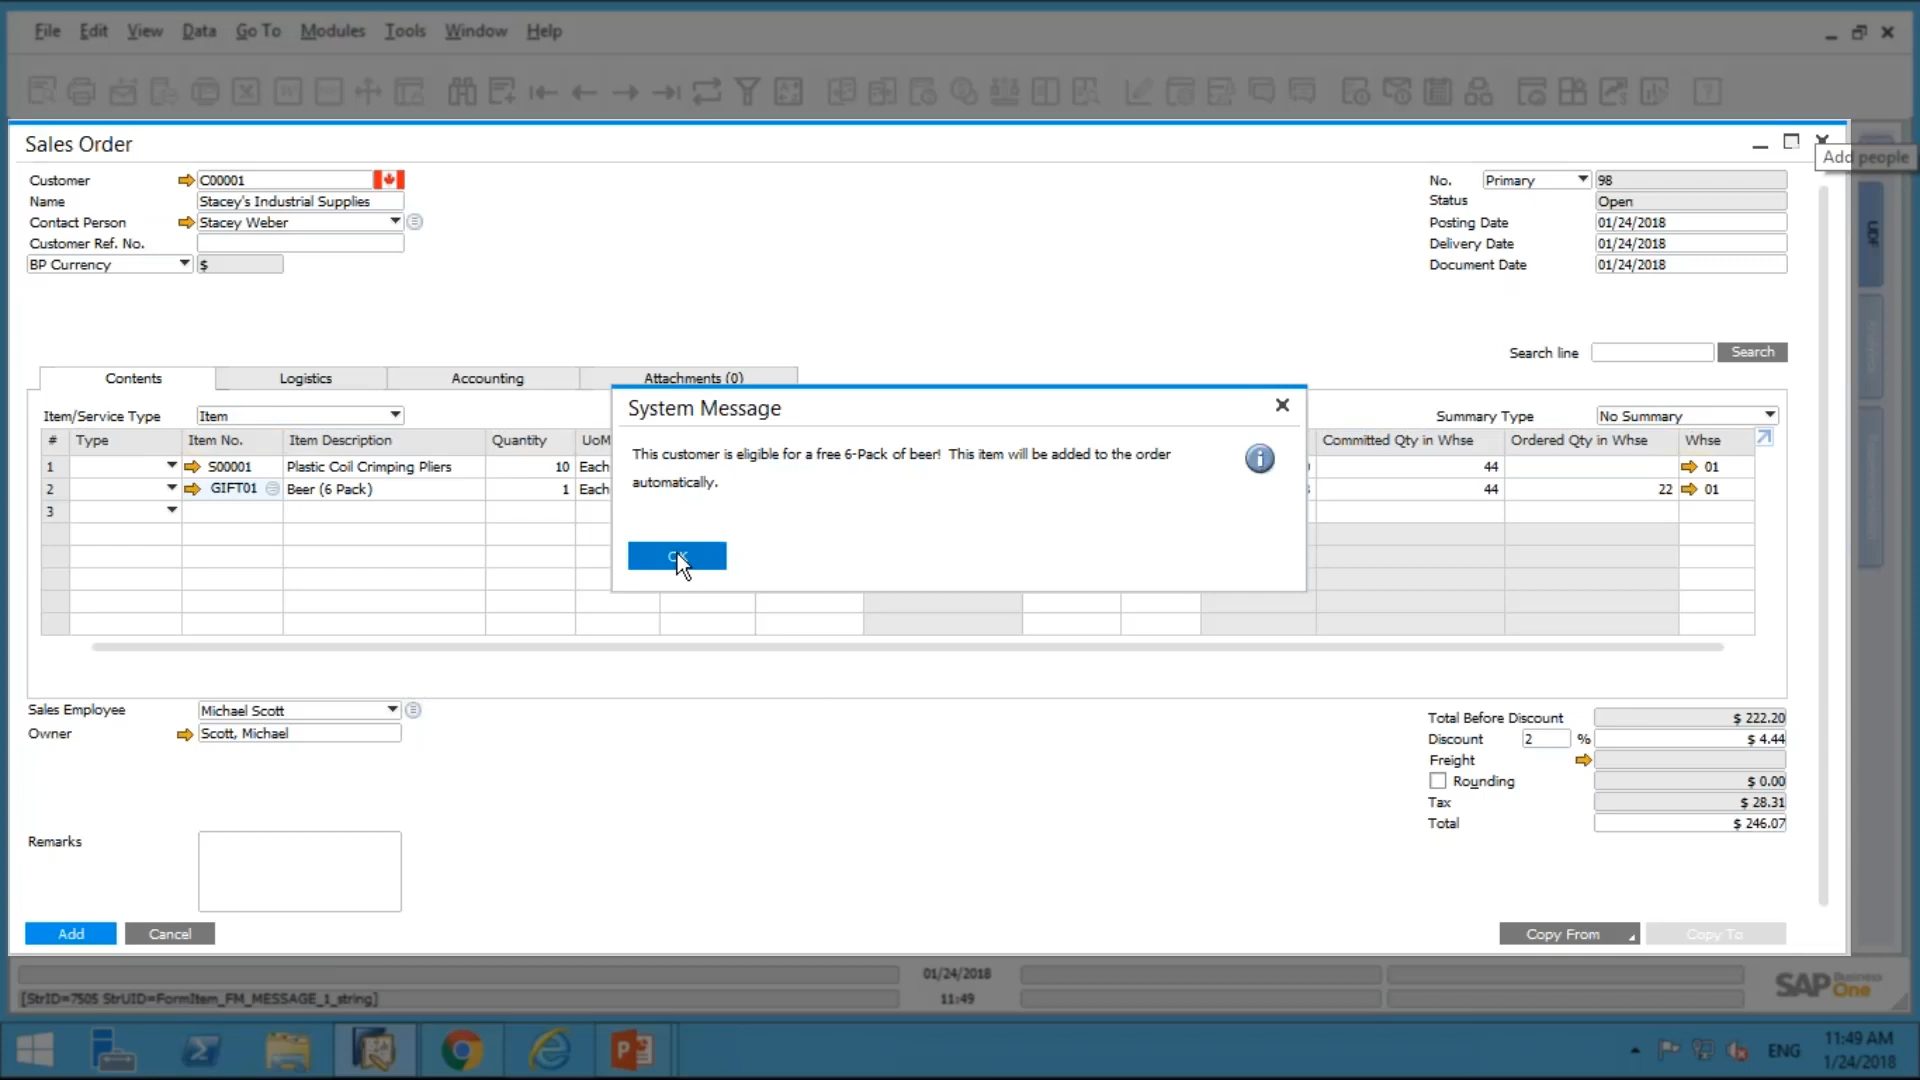 File Edit View Data Go To Modules Tools Window Help
Sales Order
Add people
Customer C00001
Name Stacey's Industrial Supplies
Contact Person Stacey Weber
Customer Ref. No.
BP Currency $
No. Primary 98
Status Open
Posting Date 01/24/2018
Delivery Date 01/24/2018
Document Date 01/24/2018
UDF
Search line Search
Contents Logistics Accounting Attachments (0)
Item/Service Type Item
Summary Type No Summary
# Type Item No. Item Description Quantity UoM Committed Qty in Whse Ordered Qty in Whse Whse
1 S00001 Plastic Coil Crimping Pliers 10 Each 44 01
2 GIFT01 Beer (6 Pack) 1 Each 44 22 01
3
System Message
This customer is eligible for a free 6-Pack of beer! This item will be added to the order
automatically.
OK
Sales Employee Michael Scott
Owner Scott, Michael
Total Before Discount $ 222.20
Discount 2 % $ 4.44
Freight
Rounding $ 0.00
Tax $ 28.31
Total $ 246.07
Remarks
Add Cancel
Copy From Copy To
01/24/2018
[StrID=7505 StrUID=FormItem_FM_MESSAGE_1_string] 11:49
SAP Business One
ENG
11:49 AM
1/24/2018